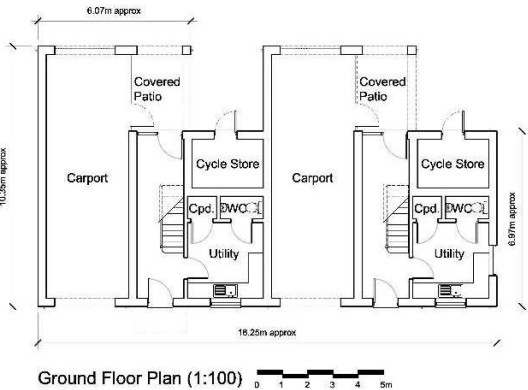 6.07m approx
Covered
Patio
Covered
Patio
10.35m approx
Carport
Cycle Store
Carport
Cycle Store
Cpd.
WC
Cpd.
WC
6.97m approx
Utility
Utility
16.25m approx
Ground Floor Plan (1:100)
0 1 2 3 4 5m